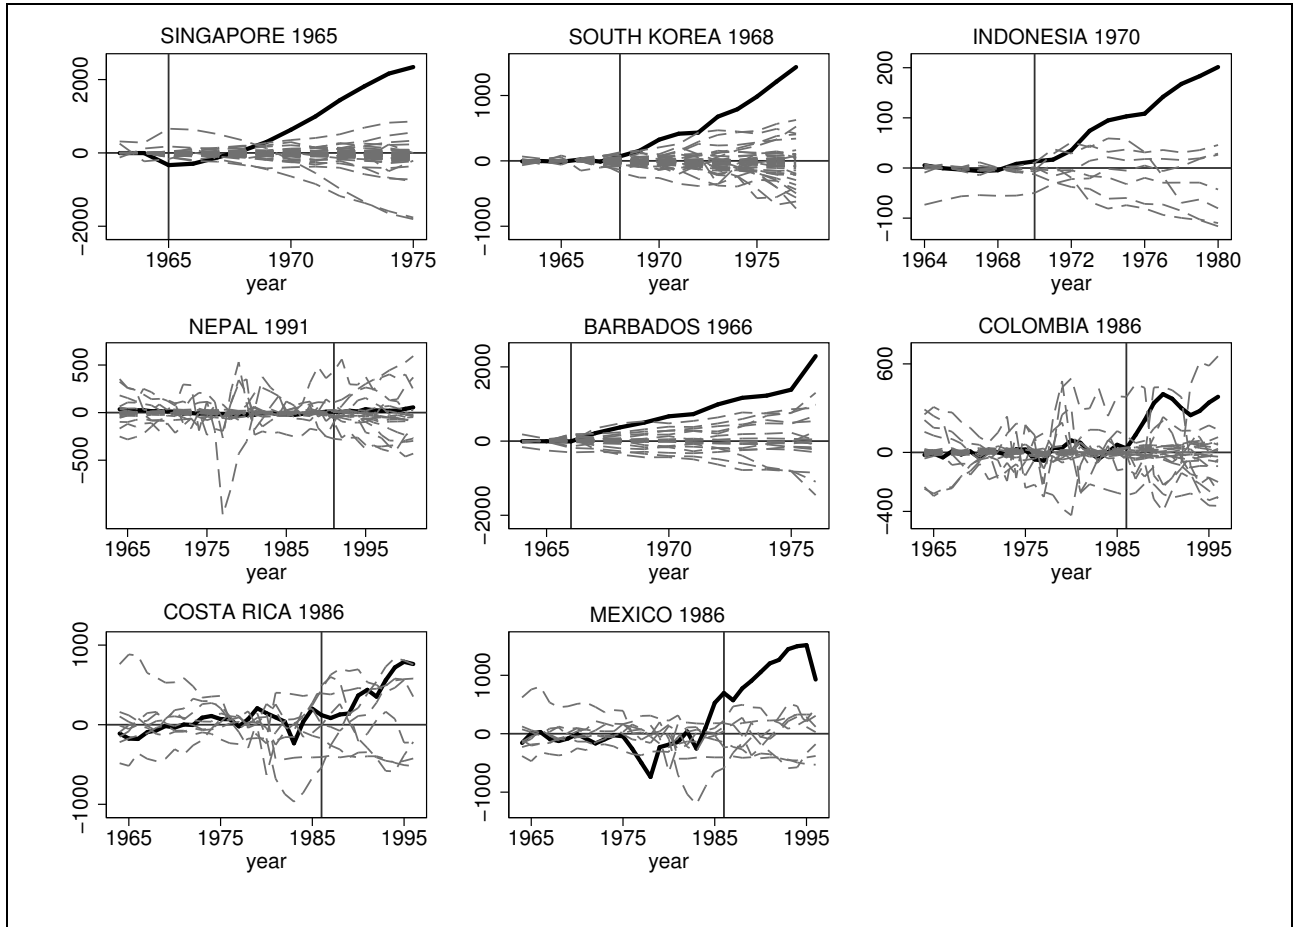 SINGAPORE 1965
2000
0
−2000
1965 1970 1975
year
SOUTH KOREA 1968
1000
0
−1000
1965 1970 1975
year
INDONESIA 1970
200
100
0
−100
1964 1968 1972 1976 1980
year
NEPAL 1991
500
0
−500
1965 1975 1985 1995
year
BARBADOS 1966
2000
0
−2000
1965 1970 1975
year
COLOMBIA 1986
600
0
−400
1965 1975 1985 1995
year
COSTA RICA 1986
1000
0
−1000
1965 1975 1985 1995
year
MEXICO 1986
1000
0
−1000
1965 1975 1985 1995
year